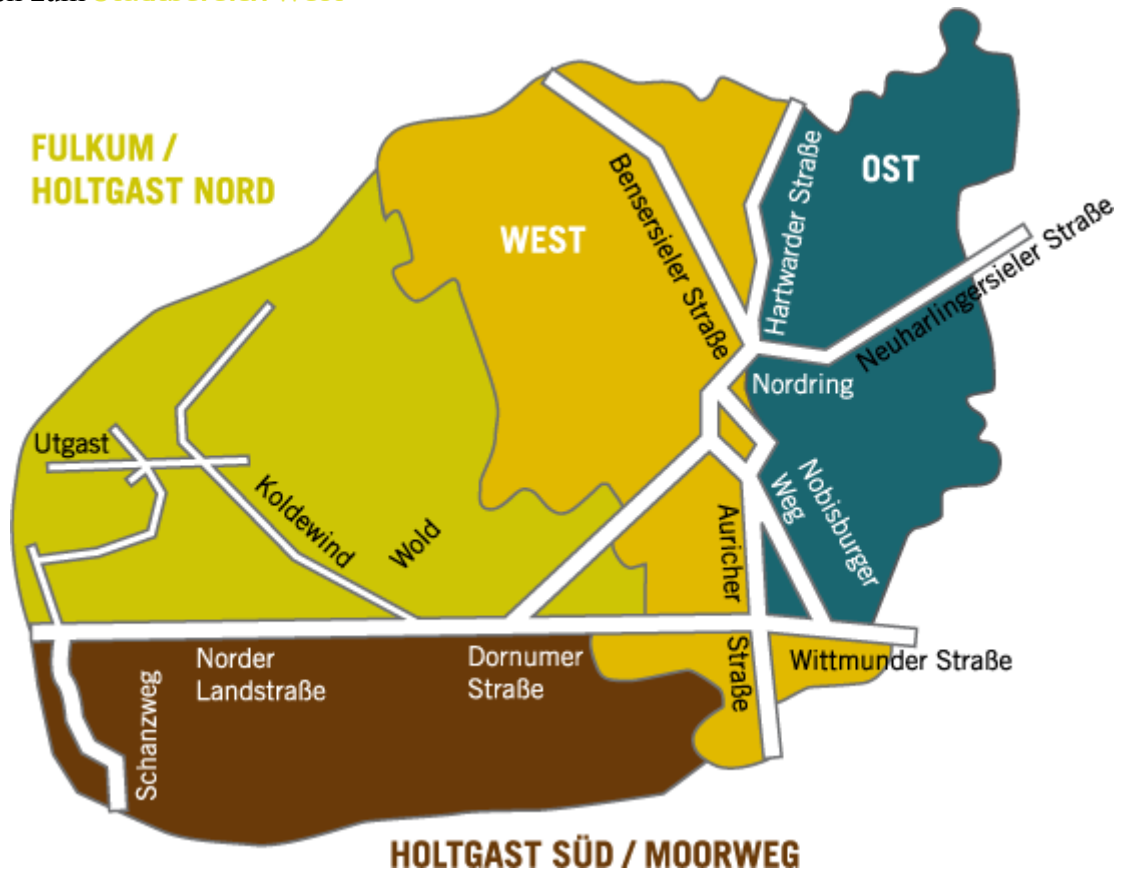 FULKUM /
HOLTGAST NORD
WEST
OST
Bensersieler Straße
Hartwarder Straße
Neuharlingersieler Straße
Nordring
Utgast
Koldewind
Wold
Auricher
Straße
Nobisburger
Weg
Norder
Landstraße
Dornumer
Straße
Wittmunder Straße
Schanzweg
HOLTGAST SÜD / MOORWEG